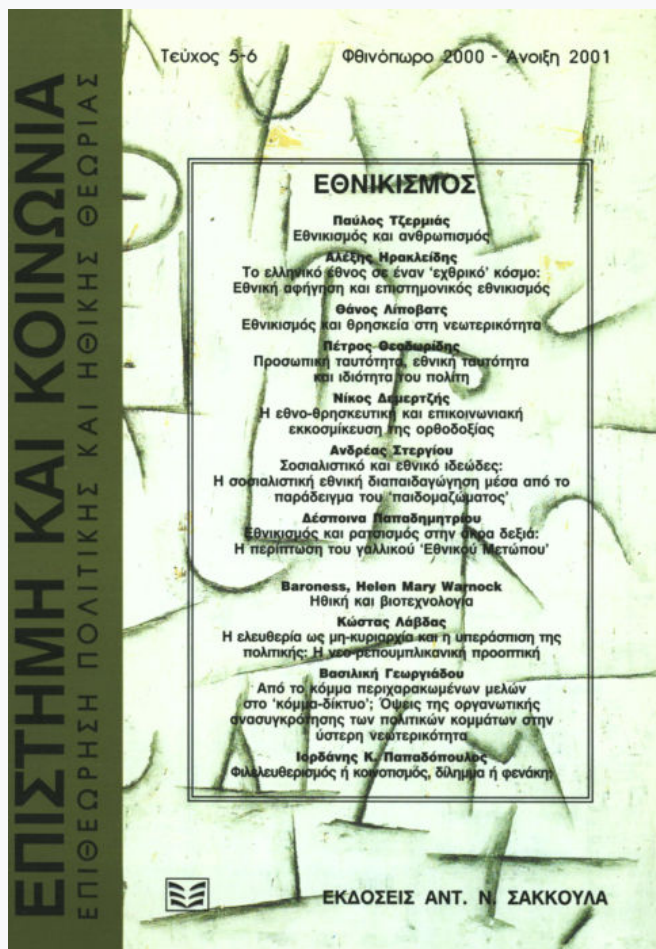 ΕΠΙΣΤΗΜΗ ΚΑΙ ΚΟΙΝΩΝΙΑ
ΕΠΙΘΕΩΡΗΣΗ ΠΟΛΙΤΙΚΗΣ ΚΑΙ ΗΘΙΚΗΣ ΘΕΩΡΙΑΣ
Τεύχος 5-6 Φθινόπωρο 2000 - Άνοιξη 2001
ΕΘΝΙΚΙΣΜΟΣ
Παύλος Τζερμιάς
Εθνικισμός και ανθρωπισμός
Αλέξης Ηρακλείδης
Το ελληνικό έθνος σε έναν ‘εχθρικό’ κόσμο:
Εθνική αφήγηση και επιστημονικός εθνικισμός
Θάνος Λίποβατς
Εθνικισμός και θρησκεία στη νεωτερικότητα
Πέτρος Θεοδωρίδης
Προσωπική ταυτότητα, εθνική ταυτότητα
και ιδιότητα του πολίτη
Νίκος Δεμερτζής
Η εθνο-θρησκευτική και επικοινωνιακή
εκκοσμίκευση της ορθοδοξίας
Ανδρέας Στεργίου
Σοσιαλιστικό και εθνικό ιδεώδες:
Η σοσιαλιστική εθνική διαπαιδαγώγηση μέσα από το
παράδειγμα του ‘παιδομαζώματος’
Δέσποινα Παπαδημητρίου
Εθνικισμός και ρατσισμός στην άκρα δεξιά:
Η περίπτωση του γαλλικού ‘Εθνικού Μετώπου’
Baroness, Helen Mary Warnock
Ηθική και βιοτεχνολογία
Κώστας Λάβδας
Η ελευθερία ως μη-κυριαρχία και η υπεράσπιση της
πολιτικής: Η νεο-ρεπουμπλικανική προοπτική
Βασιλική Γεωργιάδου
Από το κόμμα περιχαρακωμένων μελών
στο ‘κόμμα-δίκτυο’; Όψεις της οργανωτικής
ανασυγκρότησης των πολιτικών κομμάτων στην
ύστερη νεωτερικότητα
Ιορδάνης Κ. Παπαδόπουλος
Φιλελευθερισμός ή κοινοτισμός, δίλημμα ή φενάκη;
ΕΚΔΟΣΕΙΣ ΑΝΤ. Ν. ΣΑΚΚΟΥΛΑ